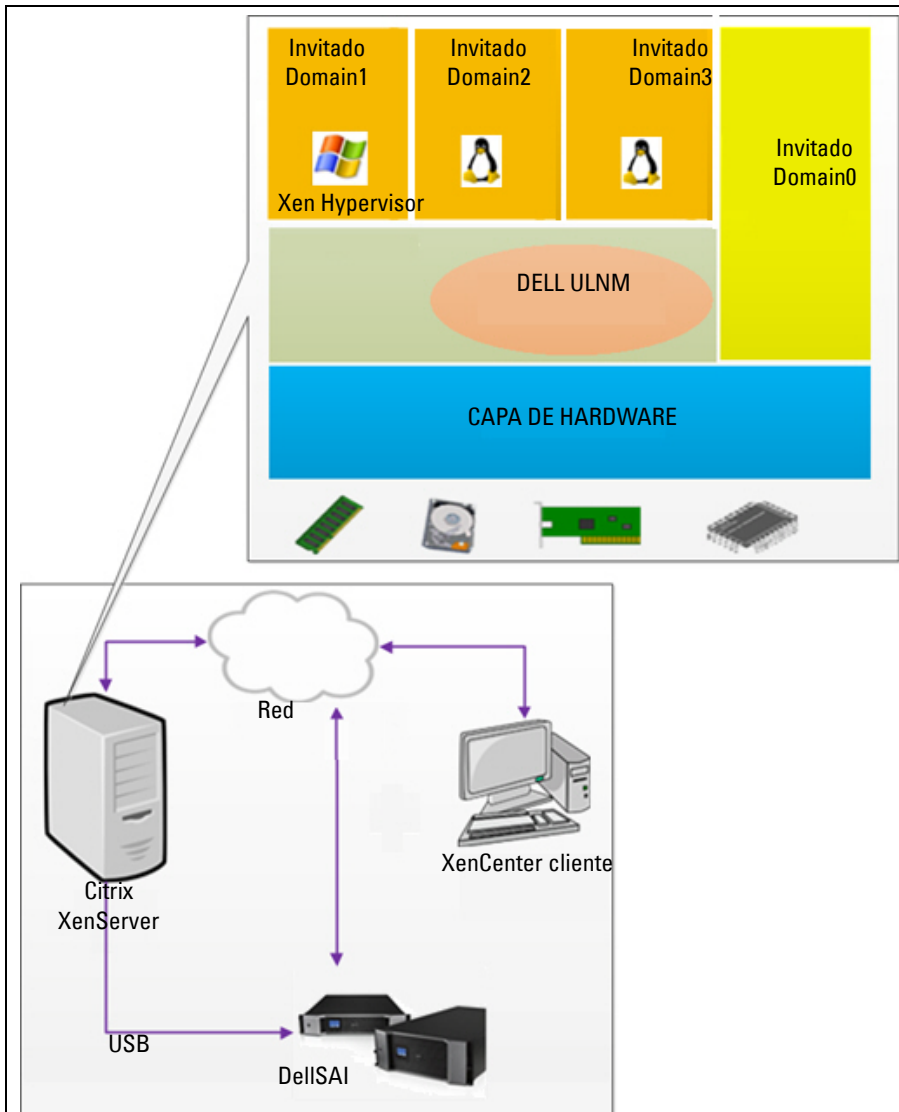 Invitado
Domain1
Invitado
Domain2
Invitado
Domain3
Invitado
Domain0
Xen Hypervisor
DELL ULNM
CAPA DE HARDWARE
Red
XenCenter cliente
Citrix
XenServer
USB
DellSAI